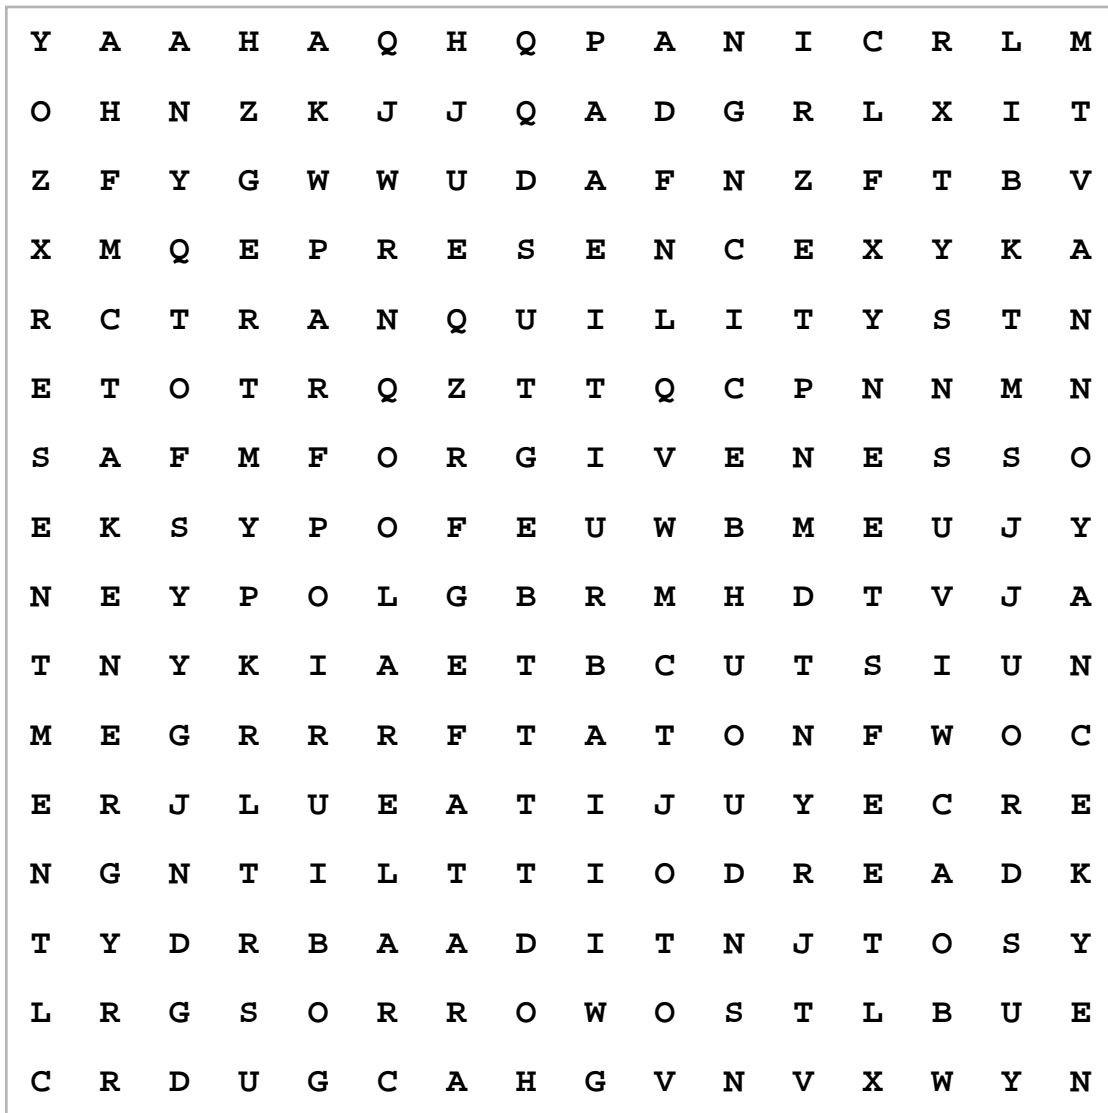 Y A A H A Q H Q P A N I C R L M
O H N Z K J J Q A D G R L X I T
Z F Y G W W U D A F N Z F T B V
X M Q E P R E S E N C E X Y K A
R C T R A N Q U I L I T Y S T N
E T O T R Q Z T T Q C P N N M N
S A F M F O R G I V E N E S S O
E K S Y P O F E U W B M E U J Y
N E Y P O L G B R M H D T V J A
T N Y K I A E T B C U T S I U N
M E G R R R F T A T O N F W O C
E R J L U E A T I J U Y E C R E
N G N T I L T T I O D R E A D K
T Y D R B A A D I T N J T O S Y
L R G S O R R O W O S T L B U E
C R D U G C A H G V N V X W Y N